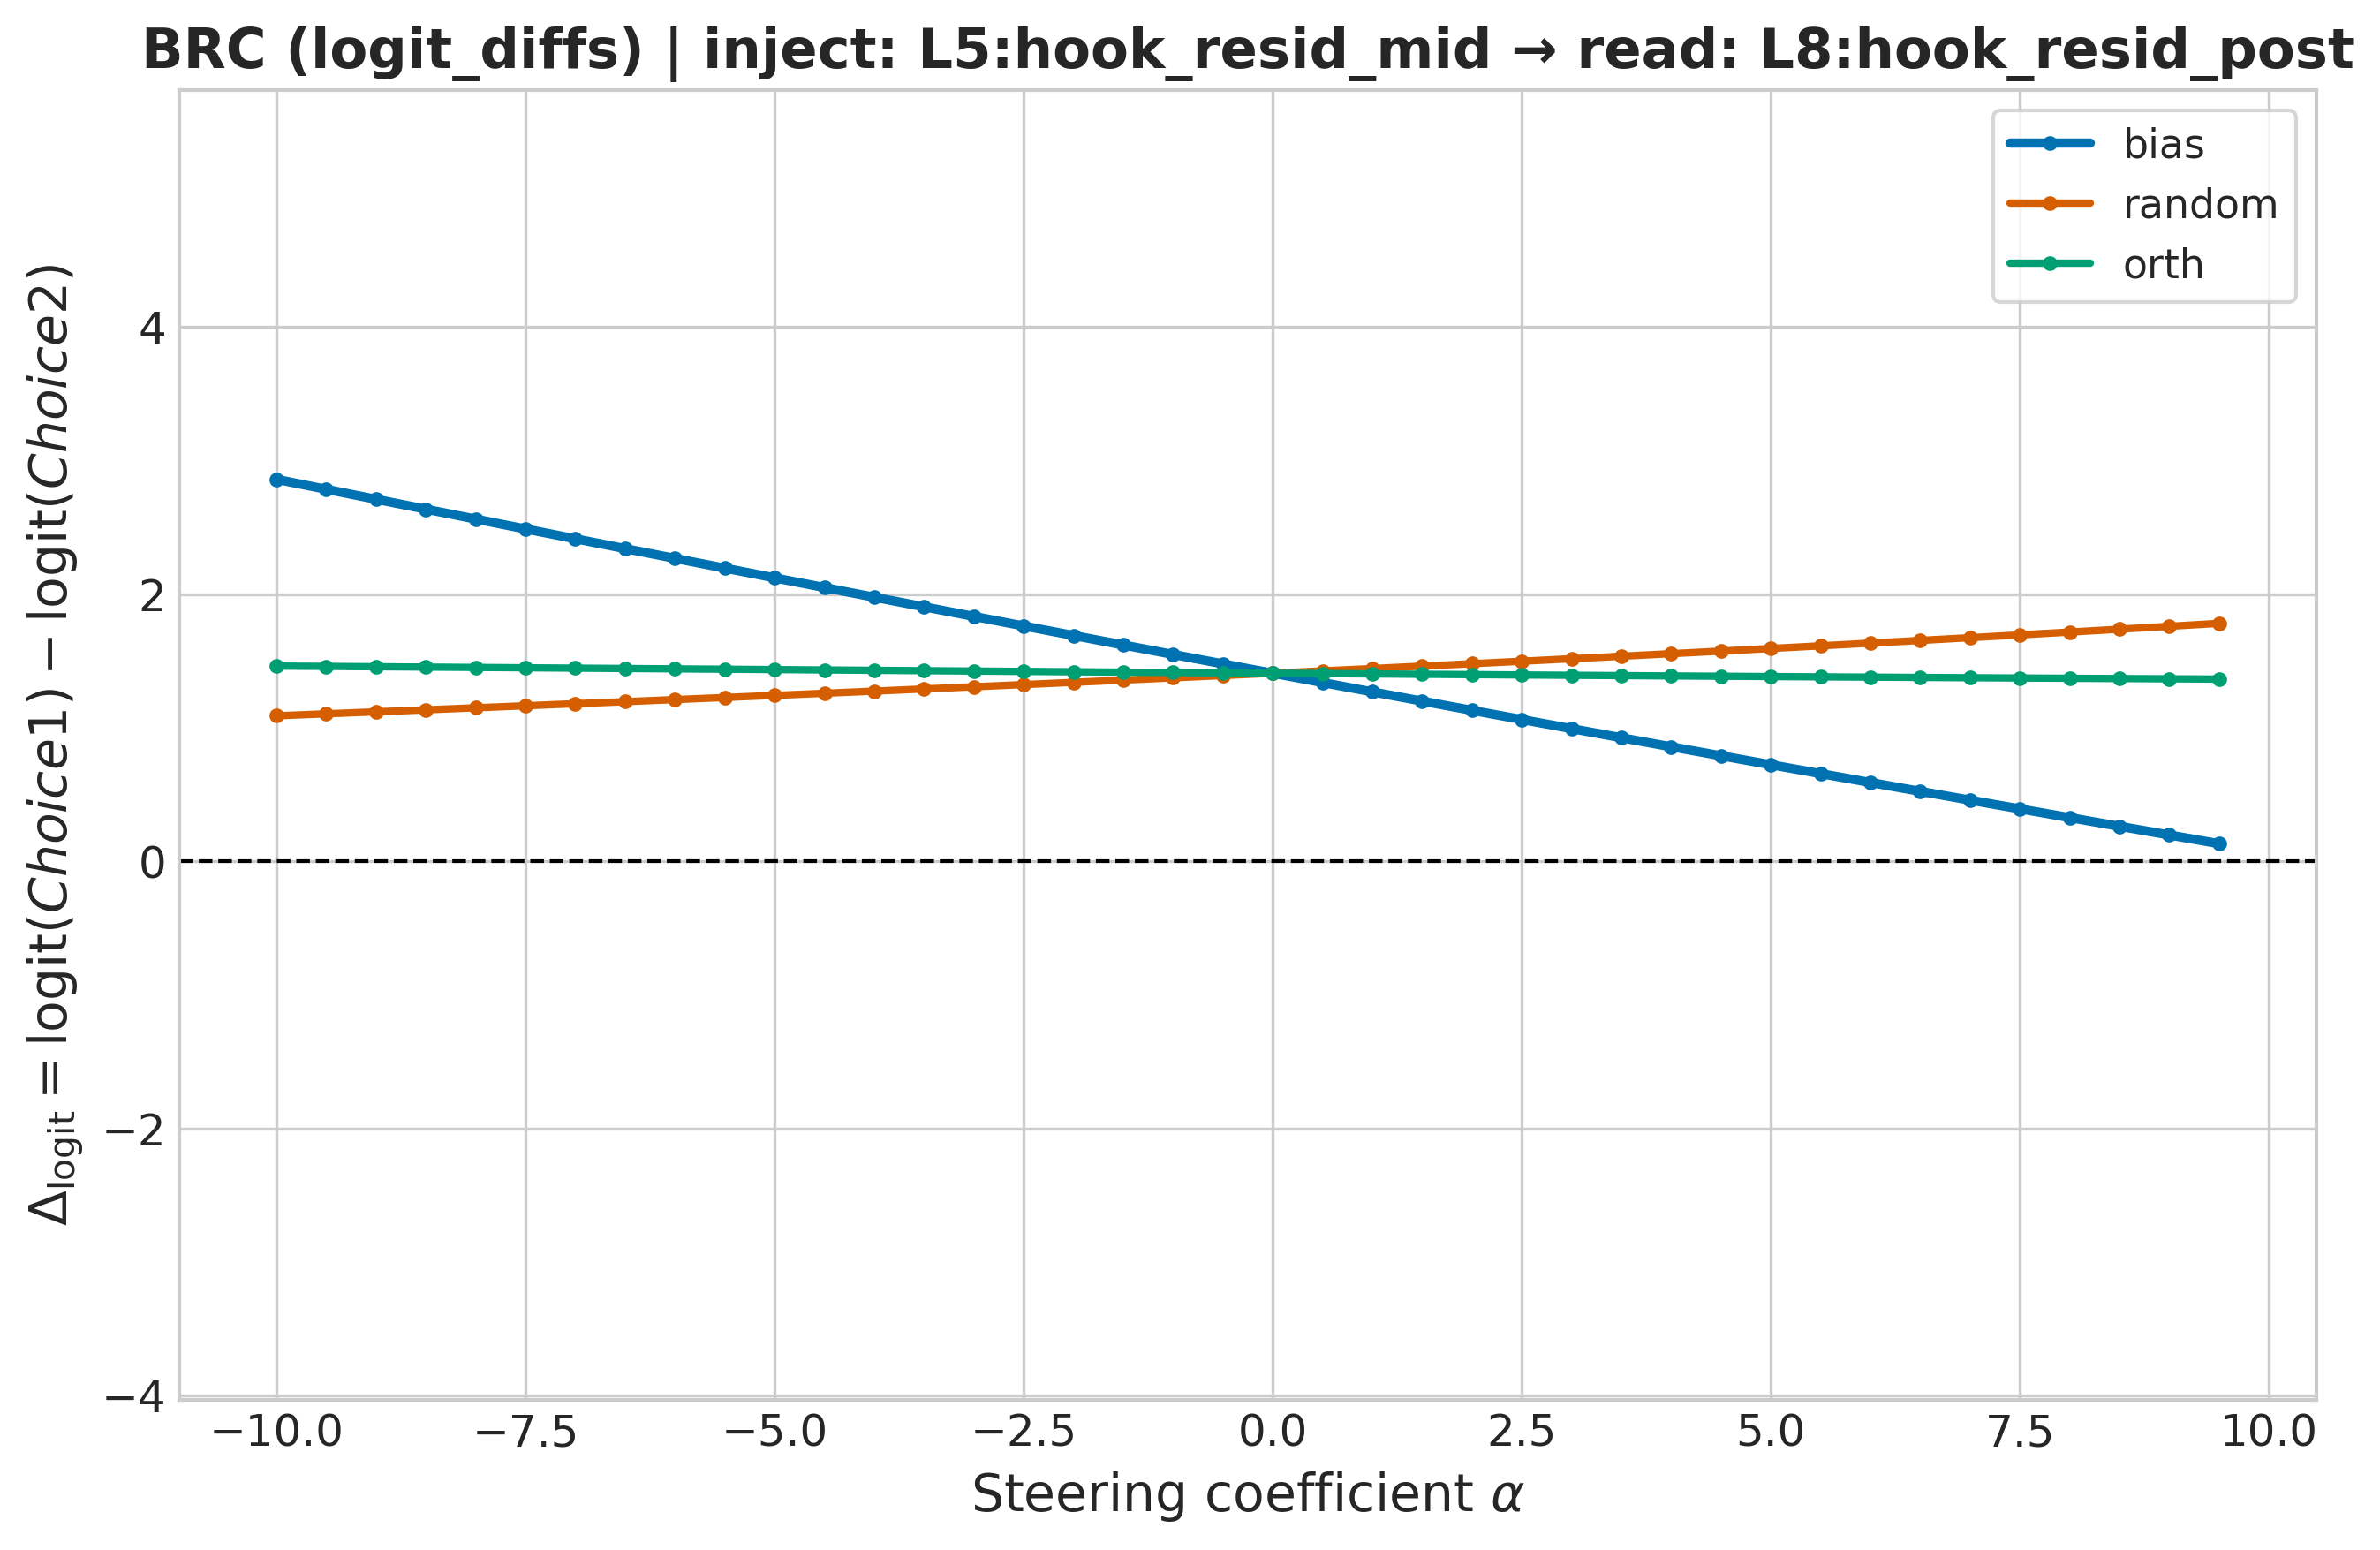 BRC (logit_diffs) | inject: L5:hook_resid_mid → read: L8:hook_resid_post
bias
random
orth
Δlogit = logit(Choice1) − logit(Choice2)
4
2
0
−2
−4
−10.0
−7.5
−5.0
−2.5
0.0
2.5
5.0
7.5
10.0
Steering coefficient α